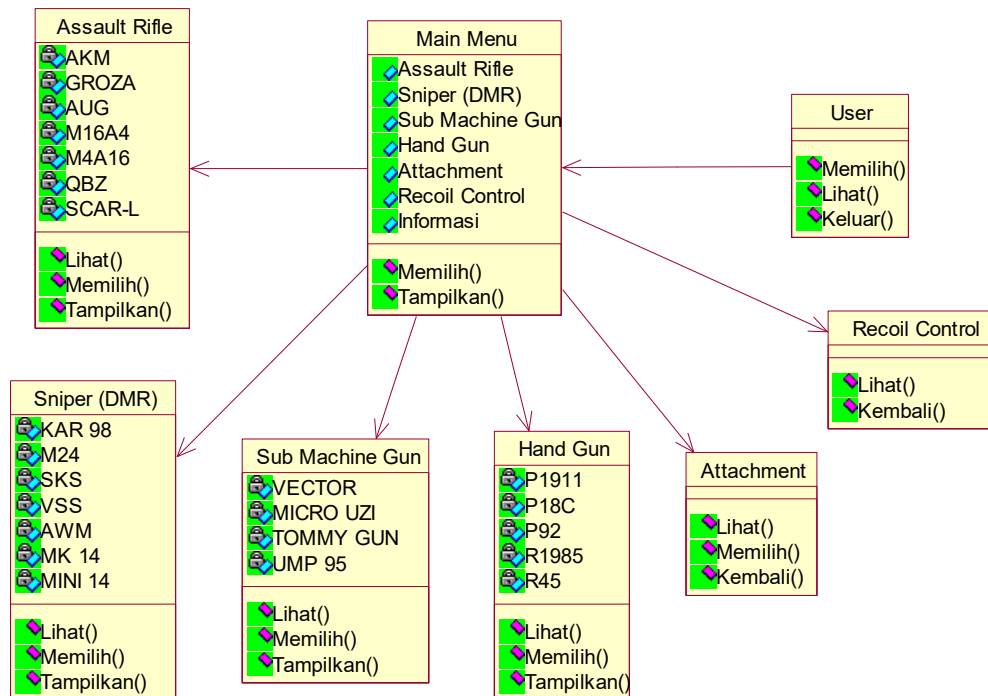 Assault Rifle
AKM
GROZA
AUG
M16A4
M4A16
QBZ
SCAR-L
Lihat()
Memilih()
Tampilkan()
Main Menu
Assault Rifle
Sniper (DMR)
Sub Machine Gun
Hand Gun
Attachment
Recoil Control
Informasi
Memilih()
Tampilkan()
User
Memilih()
Lihat()
Keluar()
Recoil Control
Lihat()
Kembali()
Sniper (DMR)
KAR 98
M24
SKS
VSS
AWM
MK 14
MINI 14
Lihat()
Memilih()
Tampilkan()
Sub Machine Gun
VECTOR
MICRO UZI
TOMMY GUN
UMP 95
Lihat()
Memilih()
Tampilkan()
Hand Gun
P1911
P18C
P92
R1985
R45
Lihat()
Memilih()
Tampilkan()
Attachment
Lihat()
Memilih()
Kembali()